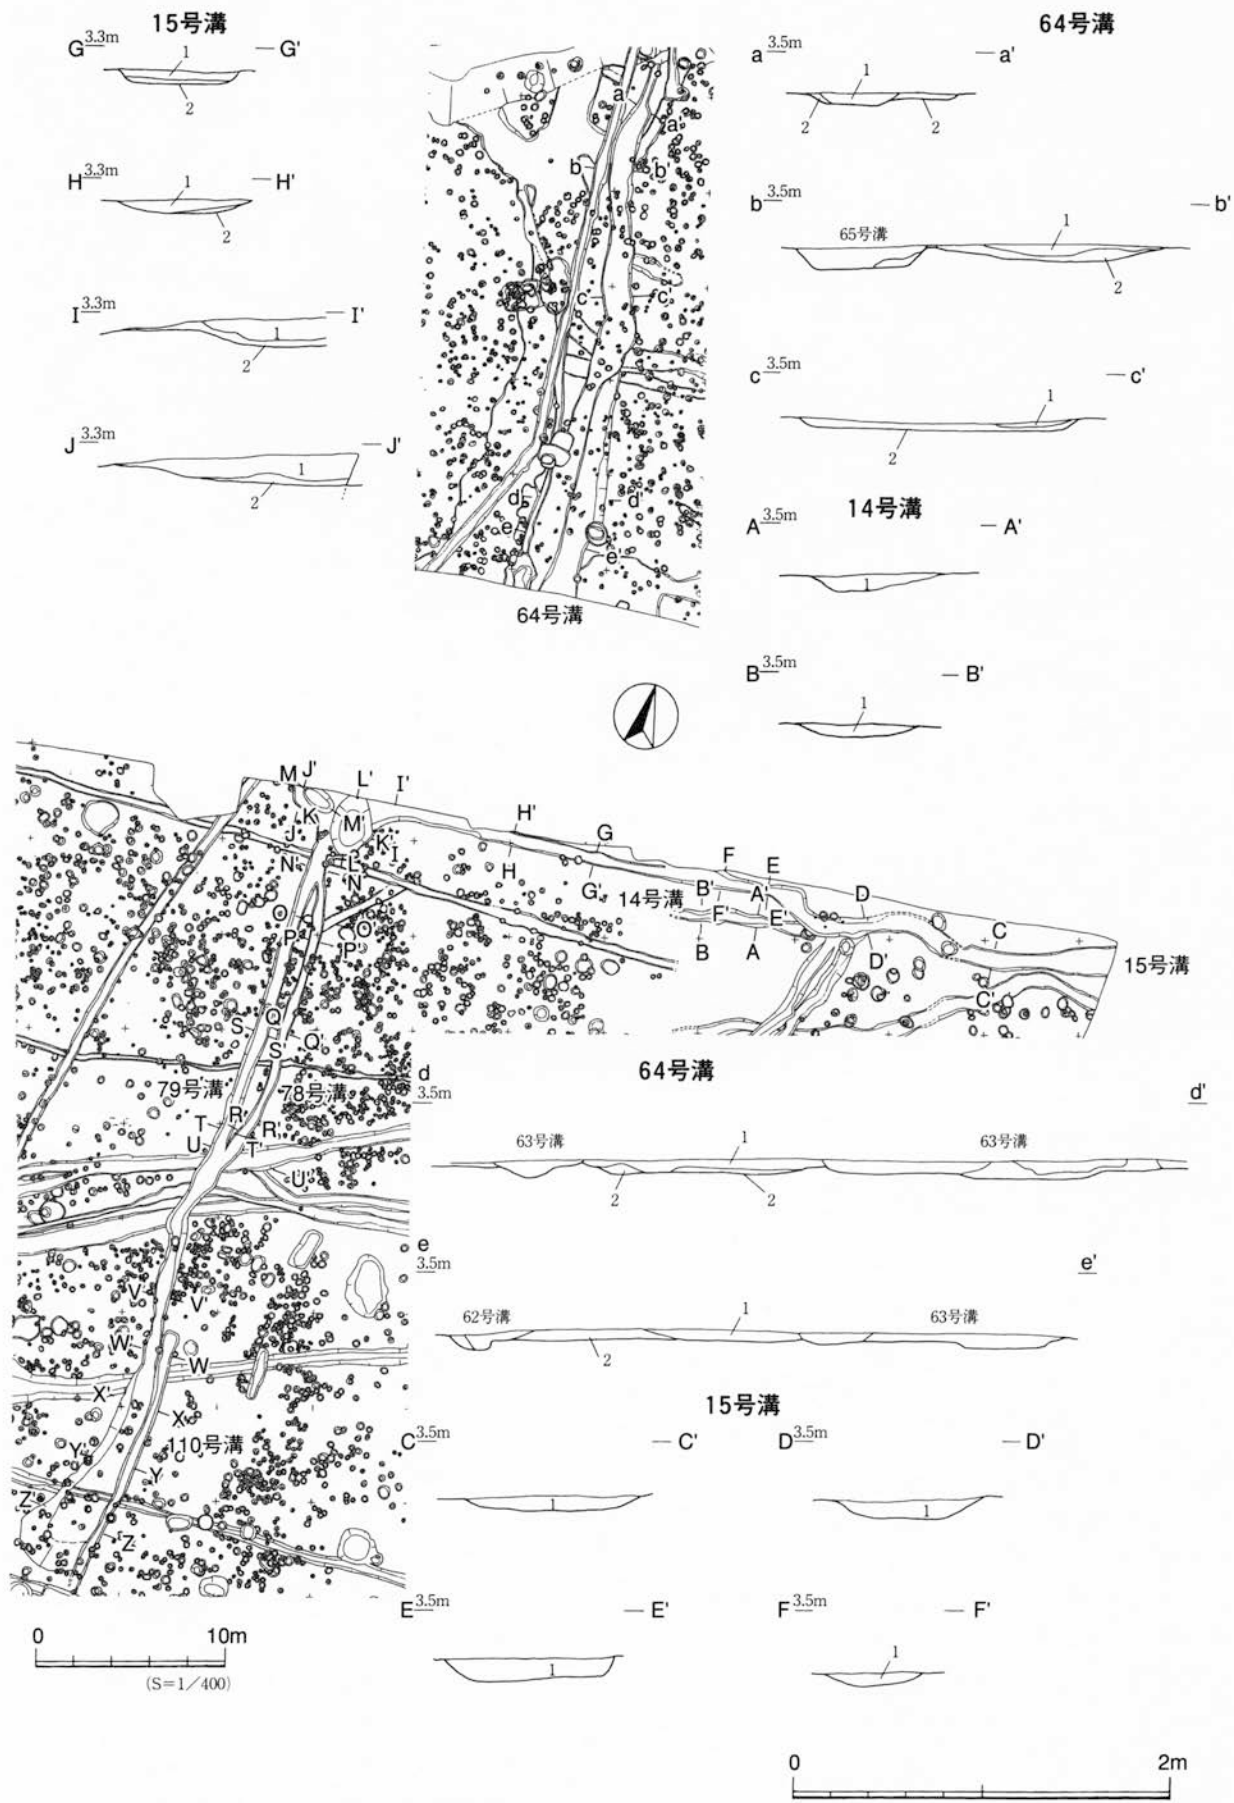 15号溝
G 3.3m G'
1
2
H 3.3m H'
1
2
I 3.3m I'
1
2
J 3.3m J'
1
2
a
a'
b b'
c c'
d d'
e
e'
64号溝
64号溝
a 3.5m a'
1
2 2
b 3.5m b'
65号溝 1
2
c 3.5m c'
1
2
14号溝
A 3.5m A'
1
B 3.5m B'
1
M J' L' I'
K M'
J K'
N' L I
N
O O'
P P'
Q
S Q'
S'
79号溝 78号溝
R
T R'
U T'
U'
V V'
W' W
X' X
110号溝
Y' Y
Z' Z
H' G F E
H G' B' A' D
14号溝 F' E' C
B A D' C'
15号溝
64号溝
d 3.5m d'
63号溝 1 63号溝
2 2
e 3.5m e'
62号溝 1 63号溝
2
15号溝
C 3.5m C' D 3.5m D'
1 1
E 3.5m E' F 3.5m F'
1 1
0 10m
(S=1/400)
0 2m